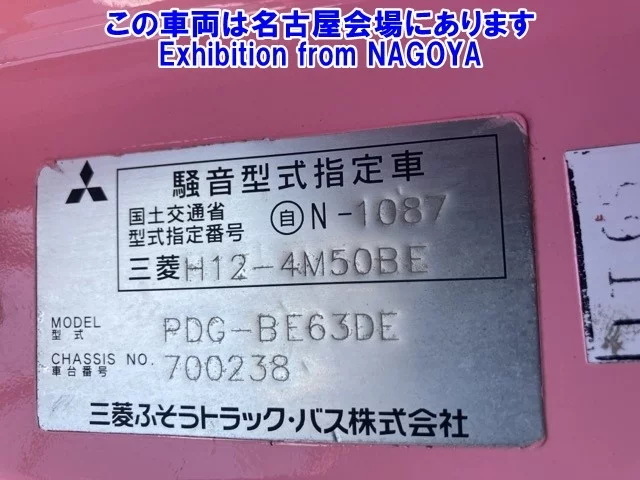 この車両は名古屋会場にあります
Exhibition from NAGOYA
騒音型式指定車
国土交通省
型式指定番号
自 N-1087
三菱 H12-4M50BE
MODEL
型式
PDG-BE63DE
CHASSIS NO.
車台番号
700238
三菱ふそうトラック・バス株式会社